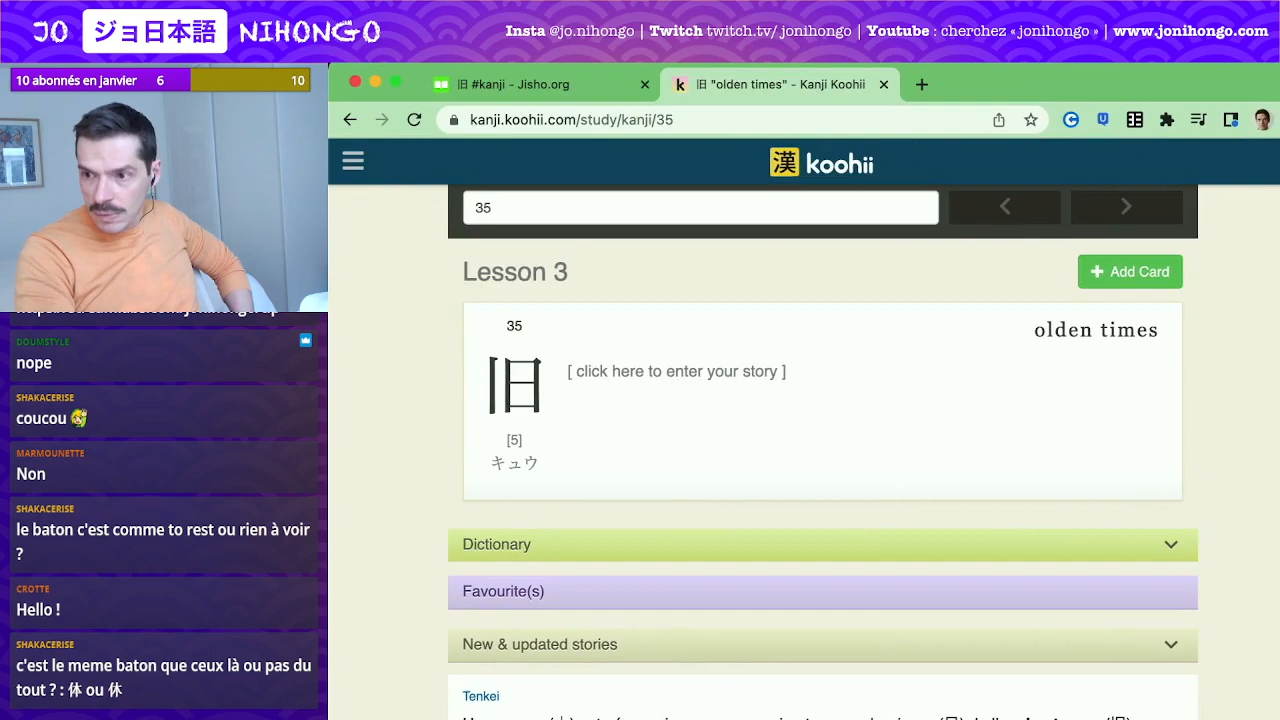 JO ジョ日本語 NIHONGO
Insta @jo.nihongo | Twitch twitch.tv/ jonihongo | Youtube : cherchez « jonihongo » | www.jonihongo.com
10 abonnés en janvier 6 10
旧 #kanji - Jisho.org
旧 "olden times" - Kanji Koohii
kanji.koohii.com/study/kanji/35
漢 koohii
35
Lesson 3
+ Add Card
35
olden times
旧
[ click here to enter your story ]
[5]
キュウ
Dictionary
Favourite(s)
New & updated stories
Tenkei
DOUMSTYLE
nope
SHAKACERISE
coucou
MARMOUNETTE
Non
SHAKACERISE
le baton c'est comme to rest ou rien à voir
?
CROTTE
Hello !
SHAKACERISE
c'est le meme baton que ceux là ou pas du
tout ? : 体 ou 休